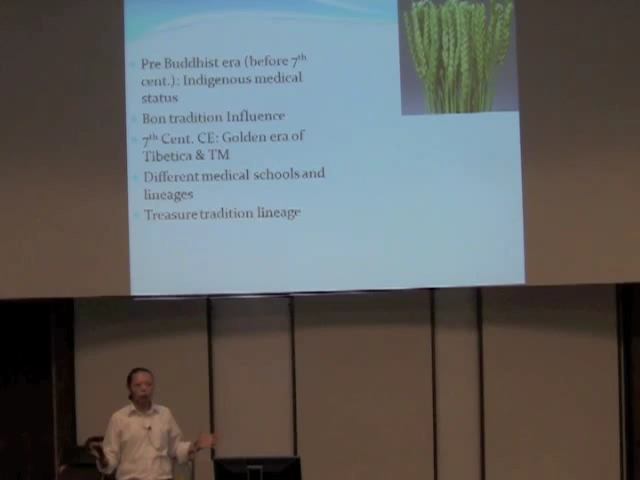 Pre Buddhist era (before 7th
cent.): Indigenous medical
status
Bon tradition Influence
7th Cent. CE: Golden era of
Tibetica & TM
Different medical schools and
lineages
Treasure tradition lineage